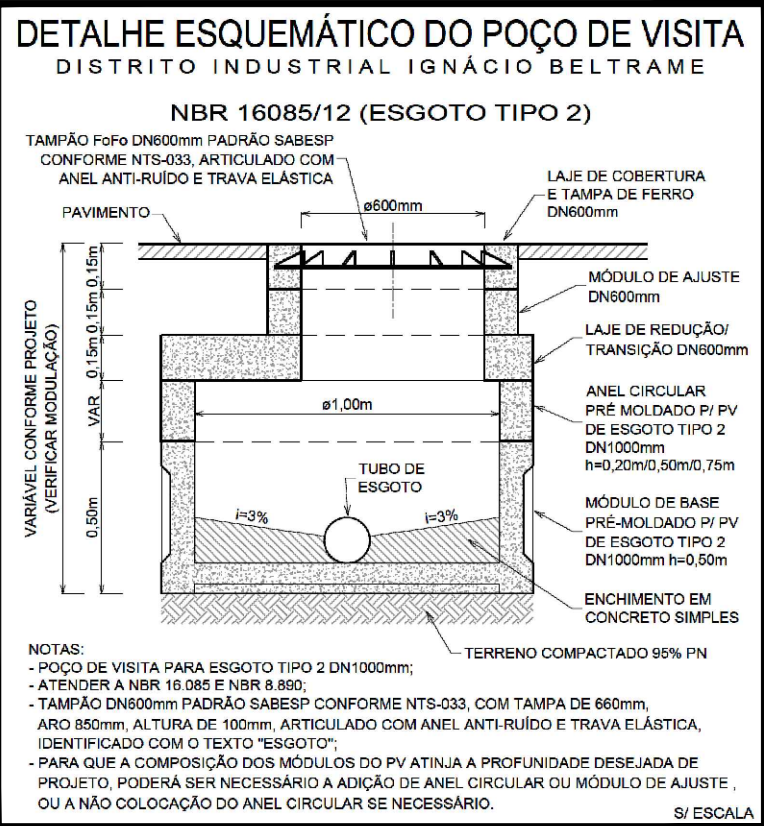 DETALHE ESQUEMÁTICO DO POÇO DE VISITA
DISTRITO INDUSTRIAL IGNÁCIO BELTRAME
NBR 16085/12 (ESGOTO TIPO 2)
TAMPÃO FoFo DN600mm PADRÃO SABESP
CONFORME NTS-033, ARTICULADO COM
ANEL ANTI-RUÍDO E TRAVA ELÁSTICA
LAJE DE COBERTURA
E TAMPA DE FERRO
DN600mm
PAVIMENTO
ø600mm
0,15m
0,15m
0,15m
VAR
0,50m
VARIÁVEL CONFORME PROJETO
(VERIFICAR MODULAÇÃO)
MÓDULO DE AJUSTE
DN600mm
LAJE DE REDUÇÃO/
TRANSIÇÃO DN600mm
ø1,00m
ANEL CIRCULAR
PRÉ MOLDADO P/ PV
DE ESGOTO TIPO 2
DN1000mm
h=0,20m/0,50m/0,75m
TUBO DE
ESGOTO
i=3%
i=3%
MÓDULO DE BASE
PRÉ-MOLDADO P/ PV
DE ESGOTO TIPO 2
DN1000mm h=0,50m
ENCHIMENTO EM
CONCRETO SIMPLES
TERRENO COMPACTADO 95% PN
NOTAS:
- POÇO DE VISITA PARA ESGOTO TIPO 2 DN1000mm;
- ATENDER A NBR 16.085 E NBR 8.890;
- TAMPÃO DN600mm PADRÃO SABESP CONFORME NTS-033, COM TAMPA DE 660mm,
ARO 850mm, ALTURA DE 100mm, ARTICULADO COM ANEL ANTI-RUÍDO E TRAVA ELÁSTICA,
IDENTIFICADO COM O TEXTO "ESGOTO";
- PARA QUE A COMPOSIÇÃO DOS MÓDULOS DO PV ATINJA A PROFUNIDADE DESEJADA DE
PROJETO, PODERÁ SER NECESSÁRIO A ADIÇÃO DE ANEL CIRCULAR OU MÓDULO DE AJUSTE ,
OU A NÃO COLOCAÇÃO DO ANEL CIRCULAR SE NECESSÁRIO.
S/ ESCALA